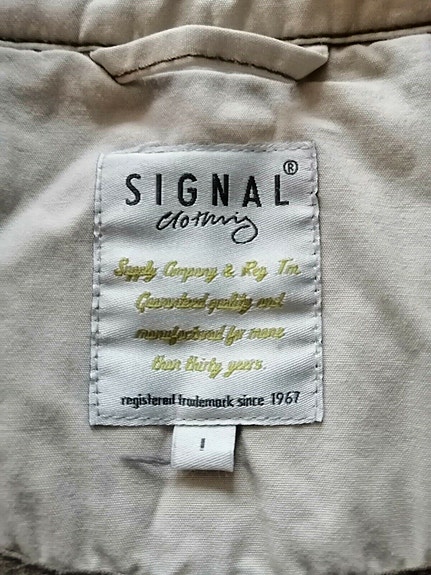 SIGNAL®
clothing
Supply Company & Reg. Tm
Guaranteed quality and
manufactured for more
than thirty years.
registered trademark since 1967